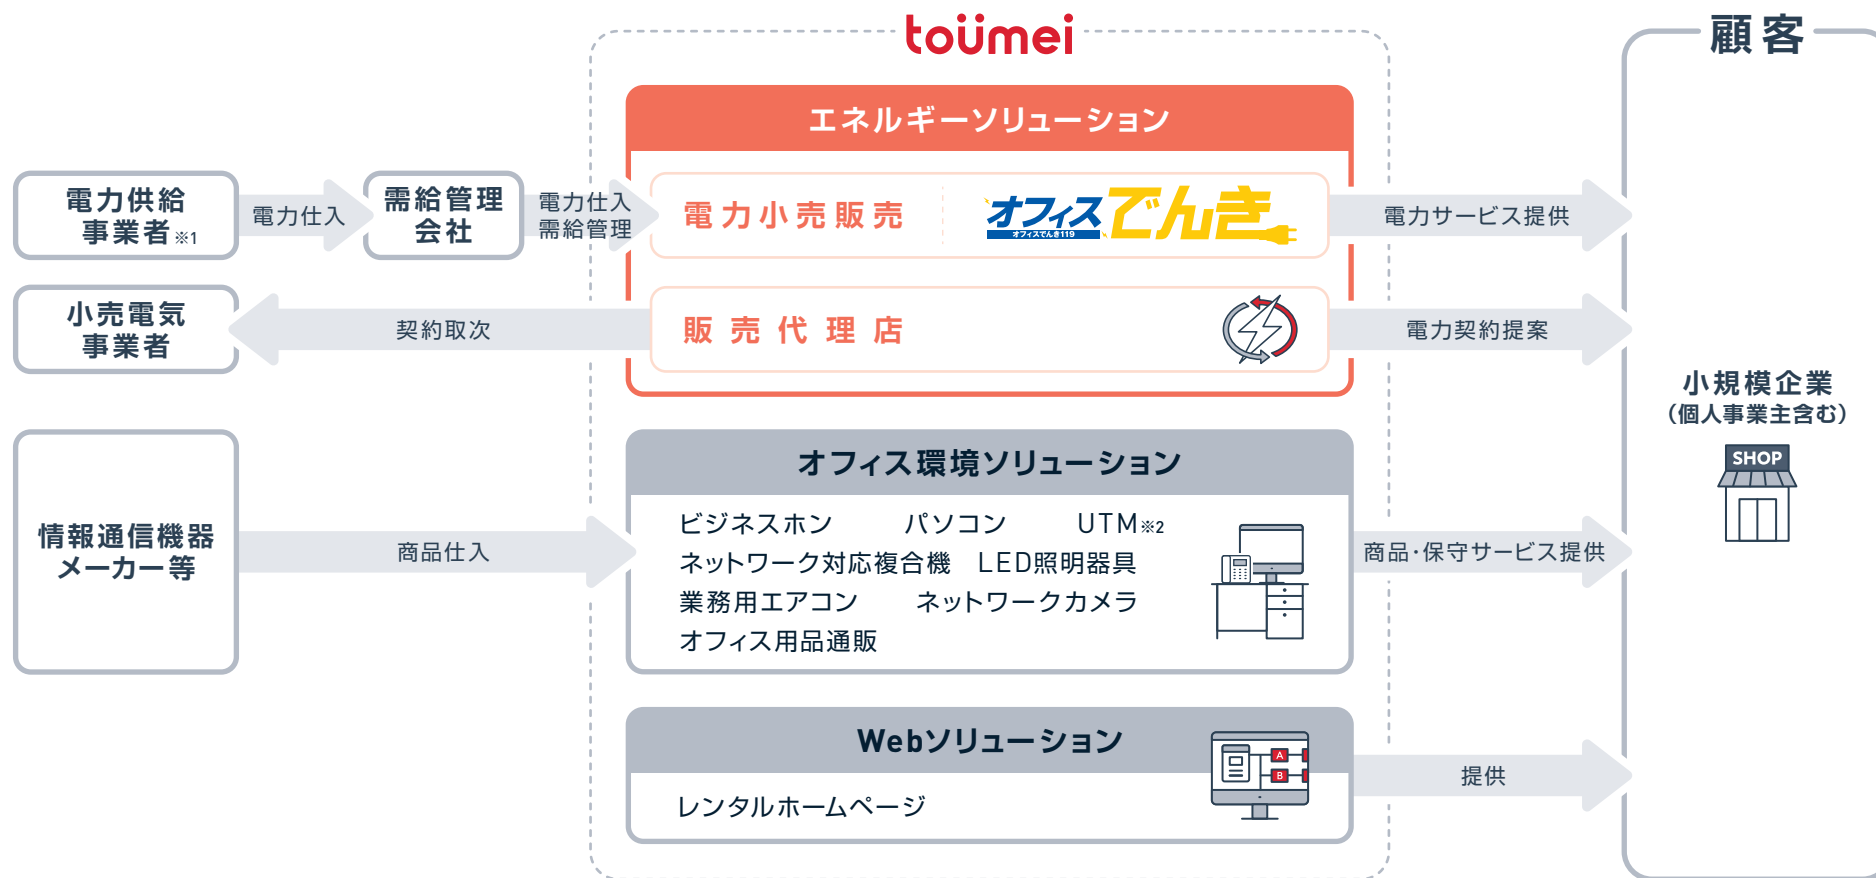 toümei
顧客
エネルギーソリューション
電力供給
事業者※1
電力仕入
需給管理
会社
電力仕入
需給管理
電力小売販売
オフィスでんき
オフィスでんき119
電力サービス提供
小売電気
事業者
契約取次
販売代理店
電力契約提案
小規模企業
（個人事業主含む）
SHOP
情報通信機器
メーカー等
商品仕入
オフィス環境ソリューション
ビジネスホン パソコン UTM※2
ネットワーク対応複合機 LED照明器具
業務用エアコン ネットワークカメラ
オフィス用品通販
商品・保守サービス提供
Webソリューション
A
B
レンタルホームページ
提供